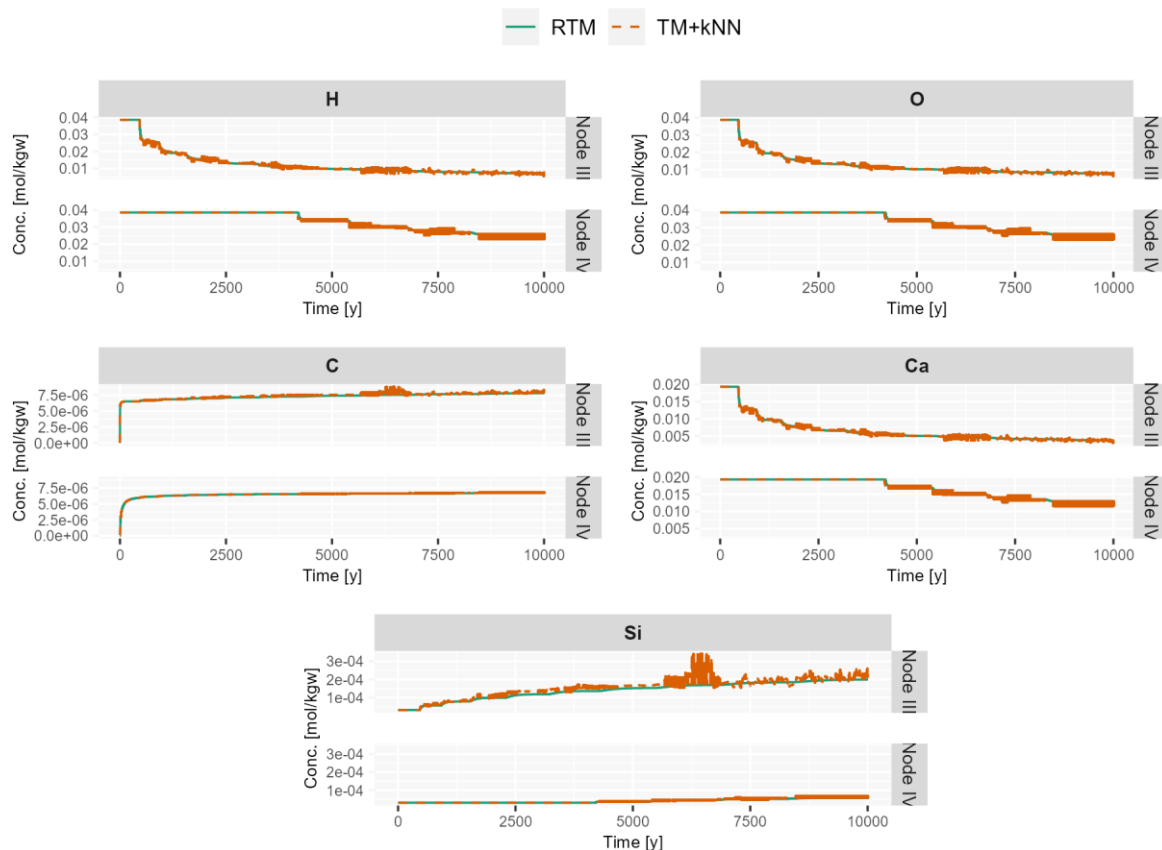 RTM TM+kNN
H
Conc. [mol/kgw]
0.04
0.03
0.02
0.01
Node III
0.04
0.03
0.02
0.01
Node IV
0 2500 5000 7500 10000
Time [y]
O
Conc. [mol/kgw]
0.04
0.03
0.02
0.01
Node III
0.04
0.03
0.02
0.01
Node IV
0 2500 5000 7500 10000
Time [y]
C
Conc. [mol/kgw]
7.5e-06
5.0e-06
2.5e-06
0.0e+00
Node III
7.5e-06
5.0e-06
2.5e-06
0.0e+00
Node IV
0 2500 5000 7500 10000
Time [y]
Ca
Conc. [mol/kgw]
0.020
0.015
0.010
0.005
Node III
0.020
0.015
0.010
0.005
Node IV
0 2500 5000 7500 10000
Time [y]
Si
Conc. [mol/kgw]
3e-04
2e-04
1e-04
Node III
3e-04
2e-04
1e-04
Node IV
0 2500 5000 7500 10000
Time [y]